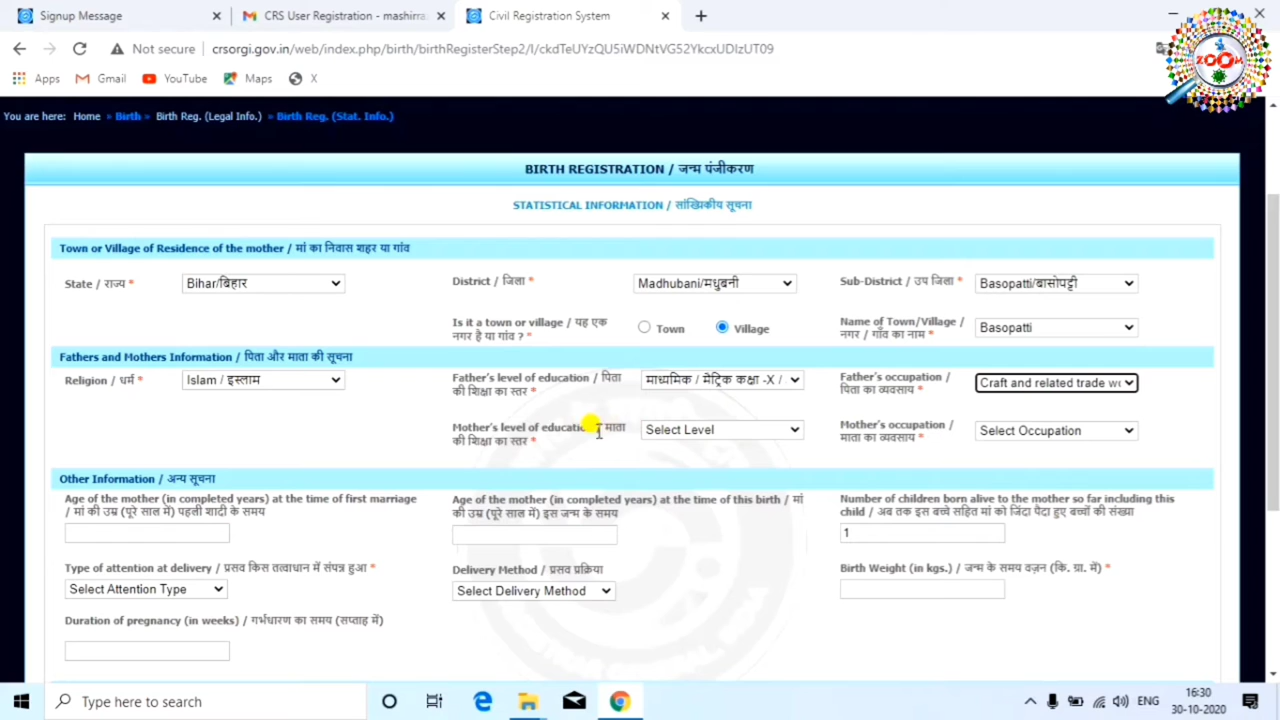 Signup Message
CRS User Registration - mashirra
Civil Registration System
Not secure
crsorgi.gov.in/web/index.php/birth/birthRegisterStep2/I/ckdTeUYzQU5iWDNtVG52YkcxUDIzUT09
Apps
Gmail
YouTube
Maps
X
ZOOM
You are here: Home » Birth » Birth Reg. (Legal Info.) » Birth Reg. (Stat. Info.)
BIRTH REGISTRATION / जन्म पंजीकरण
STATISTICAL INFORMATION / सांख्यिकीय सूचना
Town or Village of Residence of the mother / मां का निवास शहर या गांव
State / राज्य *
Bihar/बिहार
District / जिला *
Madhubani/मधुबनी
Sub-District / उप जिला *
Basopatti/बासोपट्टी
Is it a town or village / यह एक
नगर है या गांव ? *
Town
Village
Name of Town/Village /
नगर / गाँव का नाम *
Basopatti
Fathers and Mothers Information / पिता और माता की सूचना
Religion / धर्म *
Islam / इस्लाम
Father's level of education / पिता
की शिक्षा का स्तर *
माध्यमिक / मैट्रिक कक्षा -X /
Father's occupation /
पिता का व्यवसाय *
Craft and related trade w
Mother's level of education / माता
की शिक्षा का स्तर *
Select Level
Mother's occupation /
माता का व्यवसाय *
Select Occupation
Other Information / अन्य सूचना
Age of the mother (in completed years) at the time of first marriage
/ मां की उम्र (पूरे साल में) पहली शादी के समय
Age of the mother (in completed years) at the time of this birth / मां
की उम्र (पूरे साल में) इस जन्म के समय
Number of children born alive to the mother so far including this
child / अब तक इस बच्चे सहित मां को जिंदा पैदा हुए बच्चों की संख्या
1
Type of attention at delivery / प्रसव किस तत्वाधान में संपन्न हुआ *
Select Attention Type
Delivery Method / प्रसव प्रक्रिया
Select Delivery Method
Birth Weight (in kgs.) / जन्म के समय वज़न (कि. ग्रा. में) *
Duration of pregnancy (in weeks) / गर्भधारण का समय (सप्ताह में)
Type here to search
ENG
16:30
30-10-2020